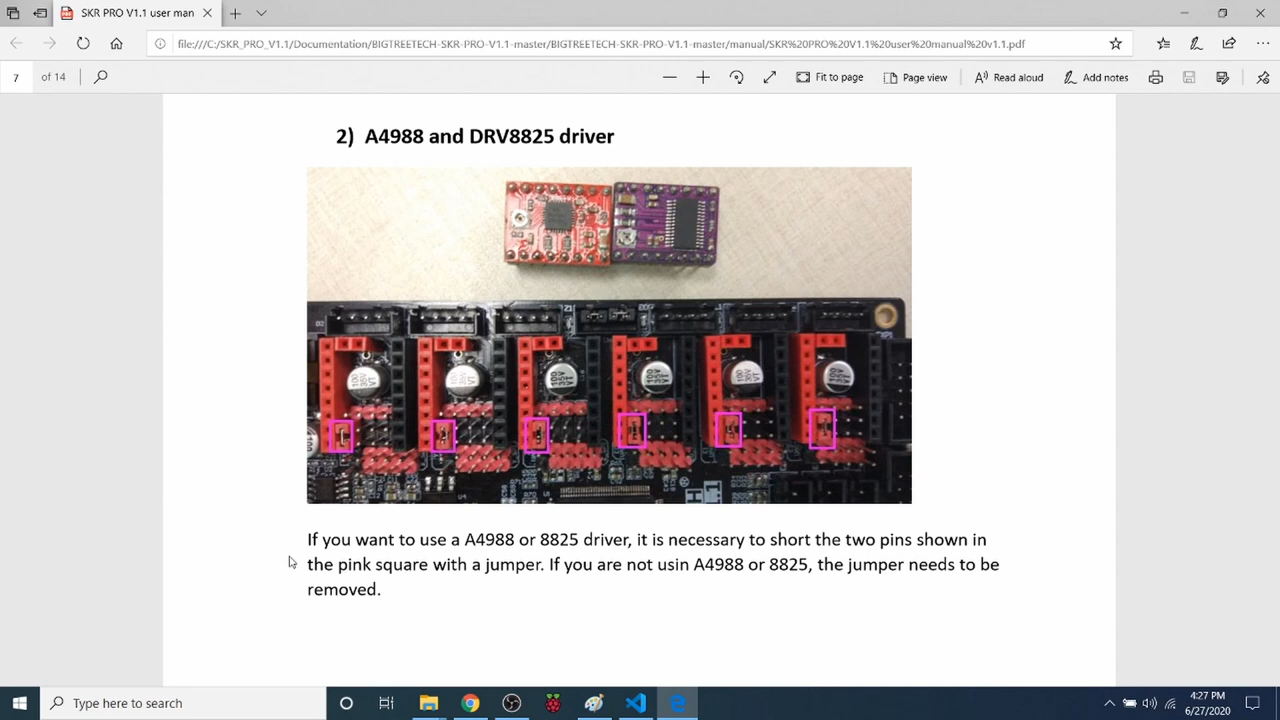 SKR PRO V1.1 user man
file:///C:/SKR_PRO_V1.1/Documentation/BIGTREETECH-SKR-PRO-V1.1-master/BIGTREETECH-SKR-PRO-V1.1-master/manual/SKR%20PRO%20V1.1%20user%20manual%20v1.1.pdf
7 of 14 Fit to page Page view Read aloud Add notes
2) A4988 and DRV8825 driver
If you want to use a A4988 or 8825 driver, it is necessary to short the two pins shown in
the pink square with a jumper. If you are not usin A4988 or 8825, the jumper needs to be
removed.
Type here to search
4:27 PM
6/27/2020